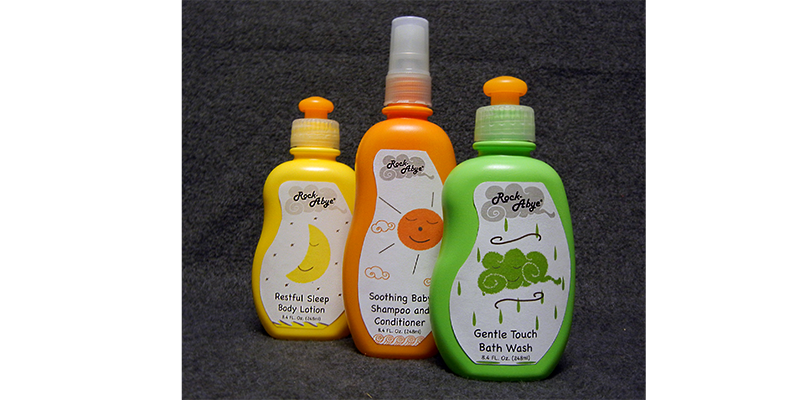 Rock-
Abye®
Restful Sleep
Body Lotion
8.4 FL. Oz. (248ml)
Rock-
Abye®
Soothing Baby
Shampoo and
Conditioner
8.4 FL. Oz. (248ml)
Rock-
Abye®
Gentle Touch
Bath Wash
8.4 FL. Oz. (248ml)